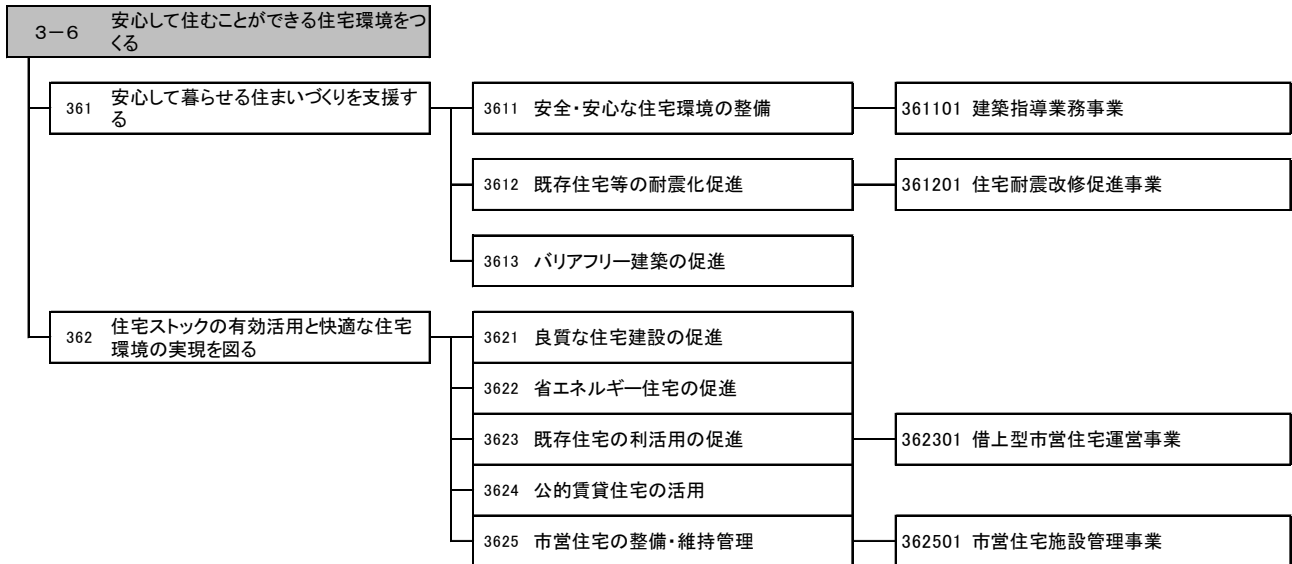 3－6 安心して住むことができる住宅環境をつ
くる
361 安心して暮らせる住まいづくりを支援す
る
3611 安全・安心な住宅環境の整備
361101 建築指導業務事業
3612 既存住宅等の耐震化促進
361201 住宅耐震改修促進事業
3613 バリアフリー建築の促進
362 住宅ストックの有効活用と快適な住宅
環境の実現を図る
3621 良質な住宅建設の促進
3622 省エネルギー住宅の促進
3623 既存住宅の利活用の促進
362301 借上型市営住宅運営事業
3624 公的賃貸住宅の活用
3625 市営住宅の整備・維持管理
362501 市営住宅施設管理事業